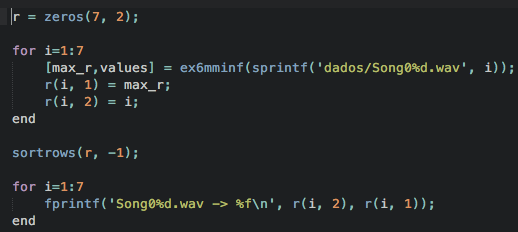 r = zeros(7, 2);
for i=1:7
[max_r,values] = ex6mminf(sprintf('dados/Song0%d.wav', i));
r(i, 1) = max_r;
r(i, 2) = i;
end
sortrows(r, -1);
for i=1:7
fprintf('Song0%d.wav -> %f\n', r(i, 2), r(i, 1));
end